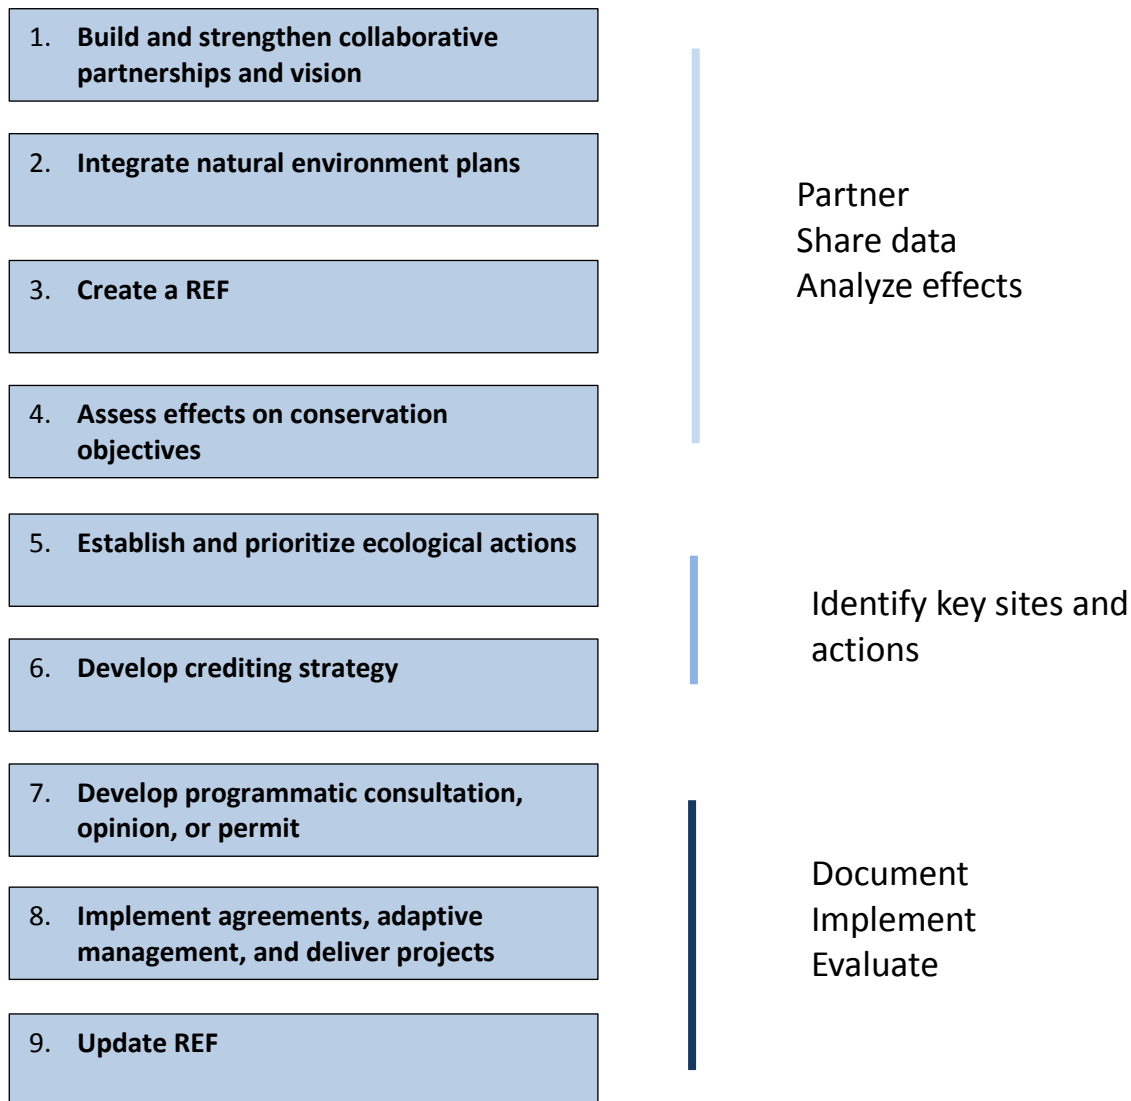 1. Build and strengthen collaborative
partnerships and vision
2. Integrate natural environment plans
3. Create a REF
4. Assess effects on conservation
objectives
Partner
Share data
Analyze effects
5. Establish and prioritize ecological actions
6. Develop crediting strategy
Identify key sites and
actions
7. Develop programmatic consultation,
opinion, or permit
8. Implement agreements, adaptive
management, and deliver projects
9. Update REF
Document
Implement
Evaluate